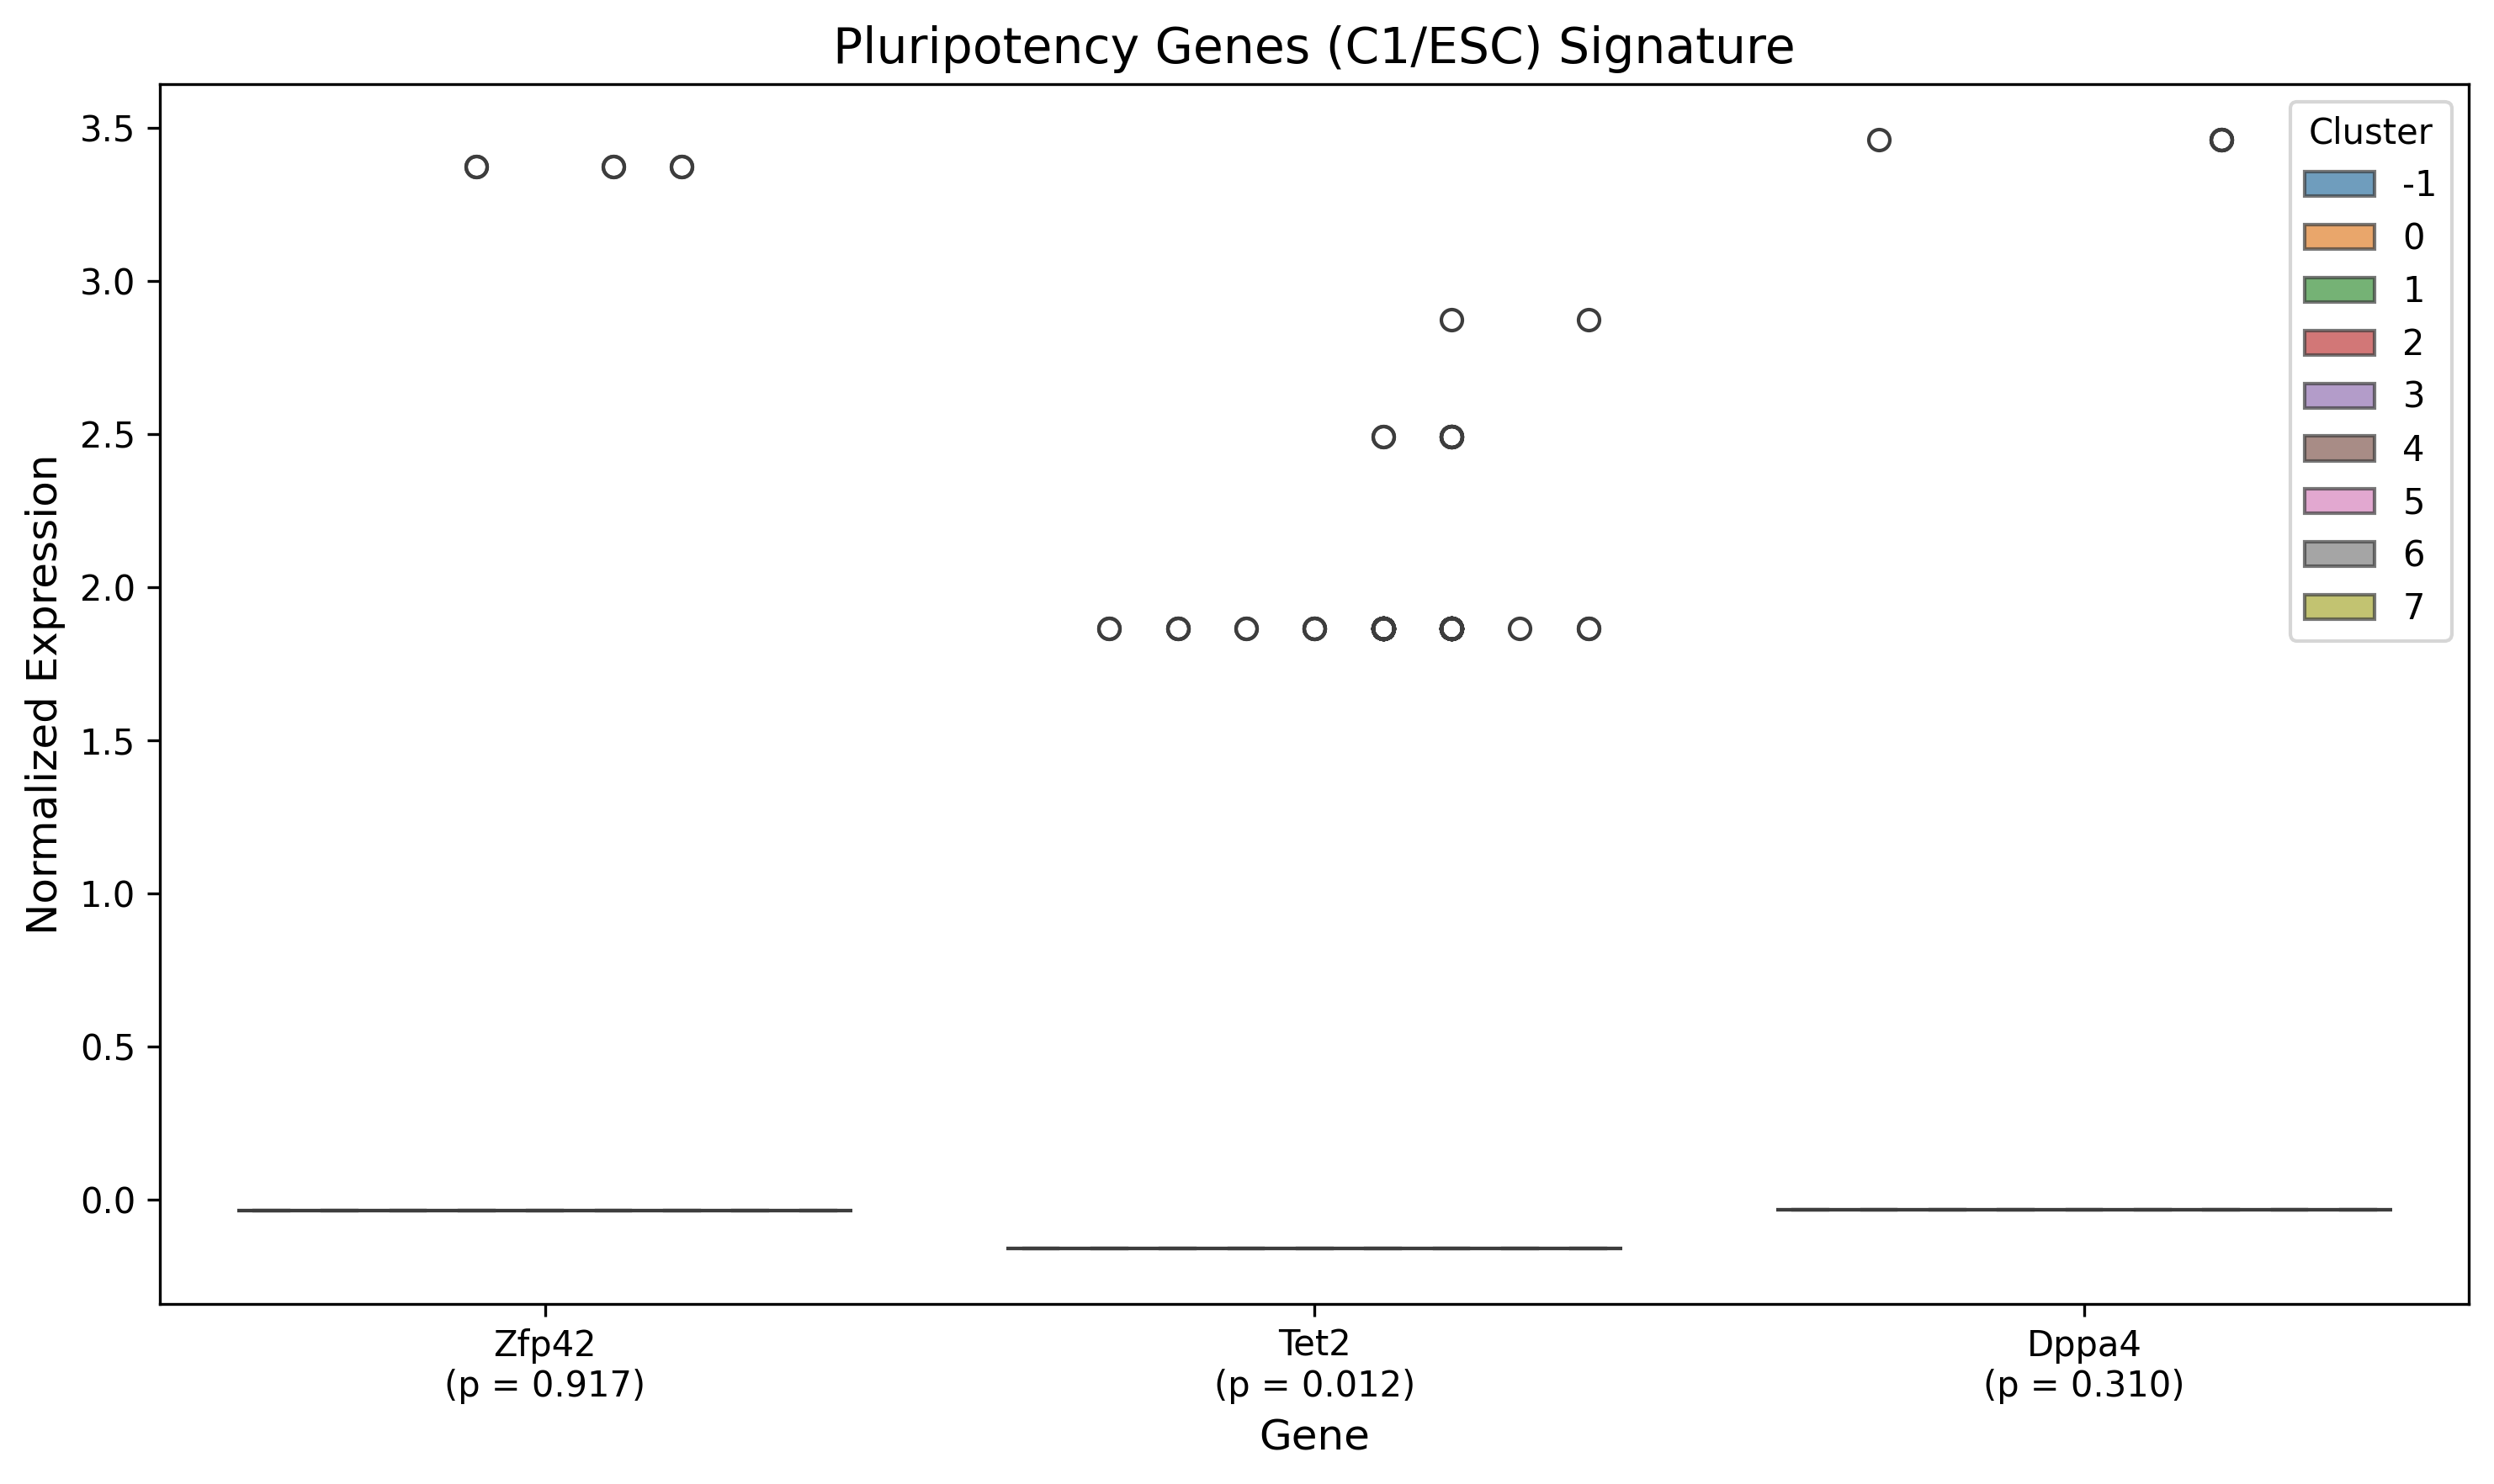 Pluripotency Genes (C1/ESC) Signature
Normalized Expression
3.5
3.0
2.5
2.0
1.5
1.0
0.5
0.0
Cluster
-1
0
1
2
3
4
5
6
7
Zfp42
(p = 0.917)
Tet2
(p = 0.012)
Dppa4
(p = 0.310)
Gene